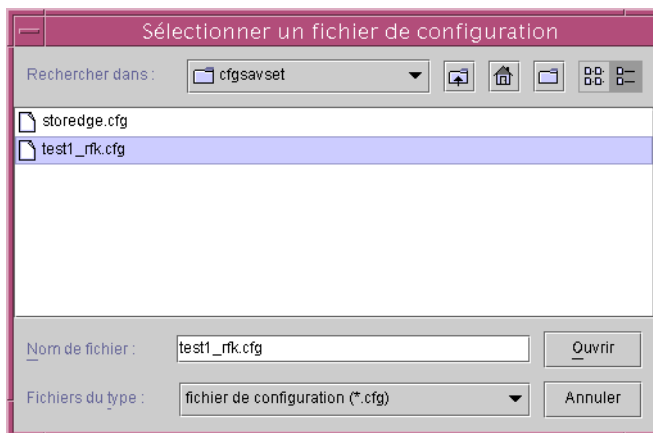 Sélectionner un fichier de configuration
Rechercher dans :
cfgsavset
storedge.cfg
test1_rfk.cfg
Nom de fichier :
test1_rfk.cfg
Ouvrir
Fichiers du type :
fichier de configuration (*.cfg)
Annuler